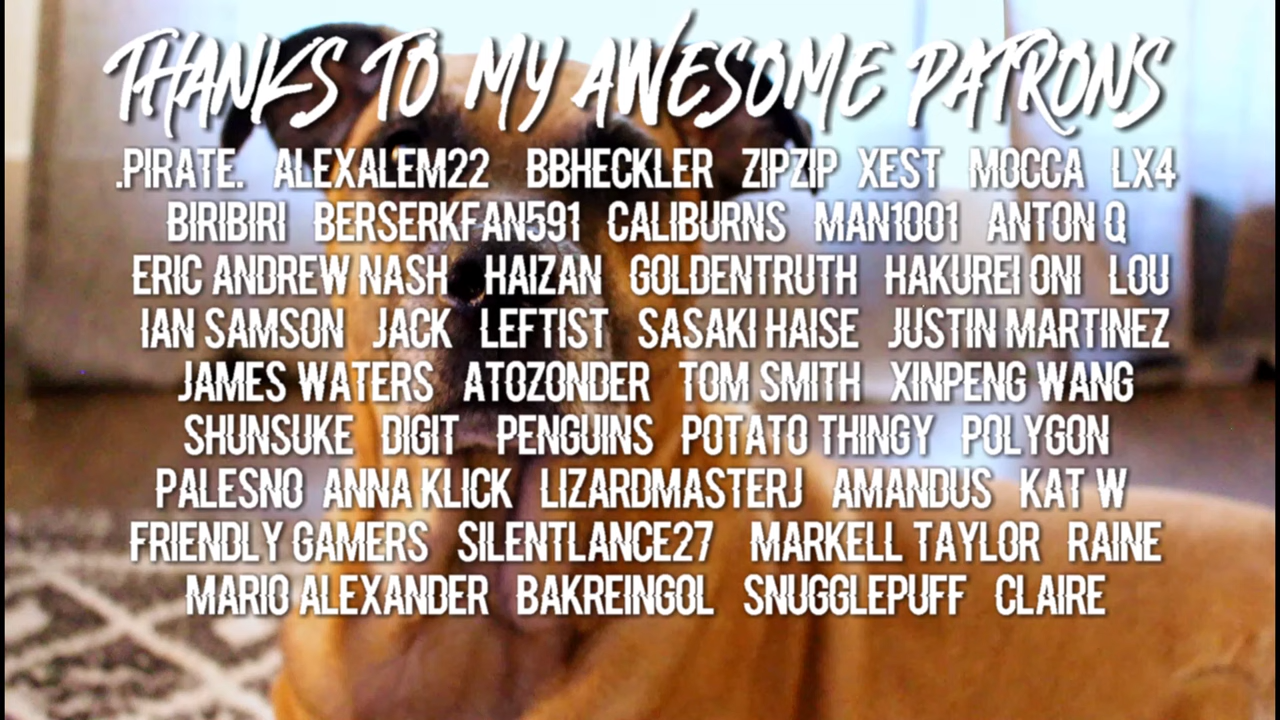 THANKS TO MY AWESOME PATRONS
.PIRATE. ALEXALEM22 BBHECKLER ZIPZIP XEST MOCCA LX4
BIRIBIRI BERSERKFAN591 CALIBURNS MAN1001 ANTON Q
ERIC ANDREW NASH HAIZAN GOLDENTRUTH HAKUREI ONI LOU
IAN SAMSON JACK LEFTIST SASAKI HAISE JUSTIN MARTINEZ
JAMES WATERS ATOZONDER TOM SMITH XINPENG WANG
SHUNSUKE DIGIT PENGUINS POTATO THINGY POLYGON
PALESNO ANNA KLICK LIZARDMASTERJ AMANDUS KAT W
FRIENDLY GAMERS SILENTLANCE27 MARKELL TAYLOR RAINE
MARIO ALEXANDER BAKREINGOL SNUGGLEPUFF CLAIRE